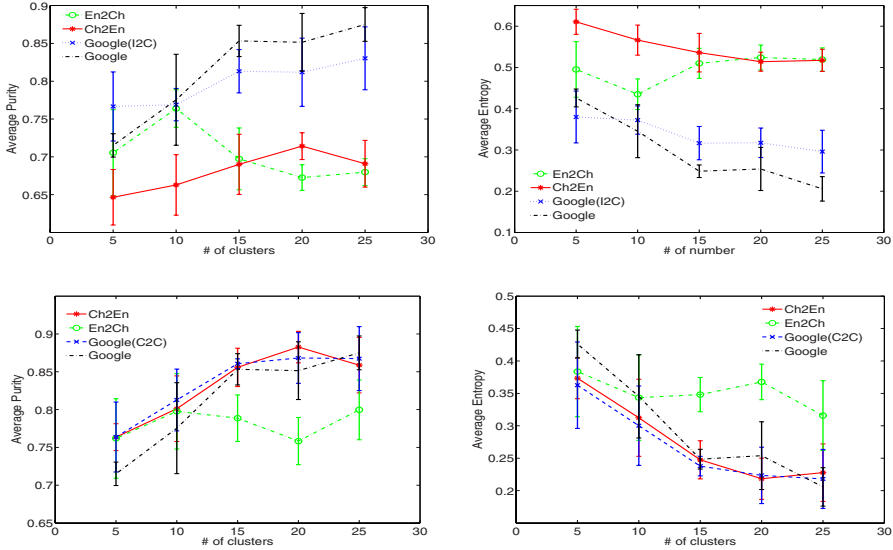 0.9
0.85
0.8
0.75
0.7
0.65
Average Purity
En2Ch
Ch2En
Google(I2C)
Google
0 5 10 15 20 25 30
# of clusters
0.6
0.5
0.4
0.3
0.2
0.1
Average Entropy
En2Ch
Ch2En
Google(I2C)
Google
0 5 10 15 20 25 30
# of number
0.9
0.85
0.8
0.75
0.7
0.65
Average Purity
Ch2En
En2Ch
Google(C2C)
Google
0 5 10 15 20 25 30
# of clusters
0.5
0.45
0.4
0.35
0.3
0.25
0.2
Average Entropy
Ch2En
En2Ch
Google(C2C)
Google
0 5 10 15 20 25 30
# of clusters